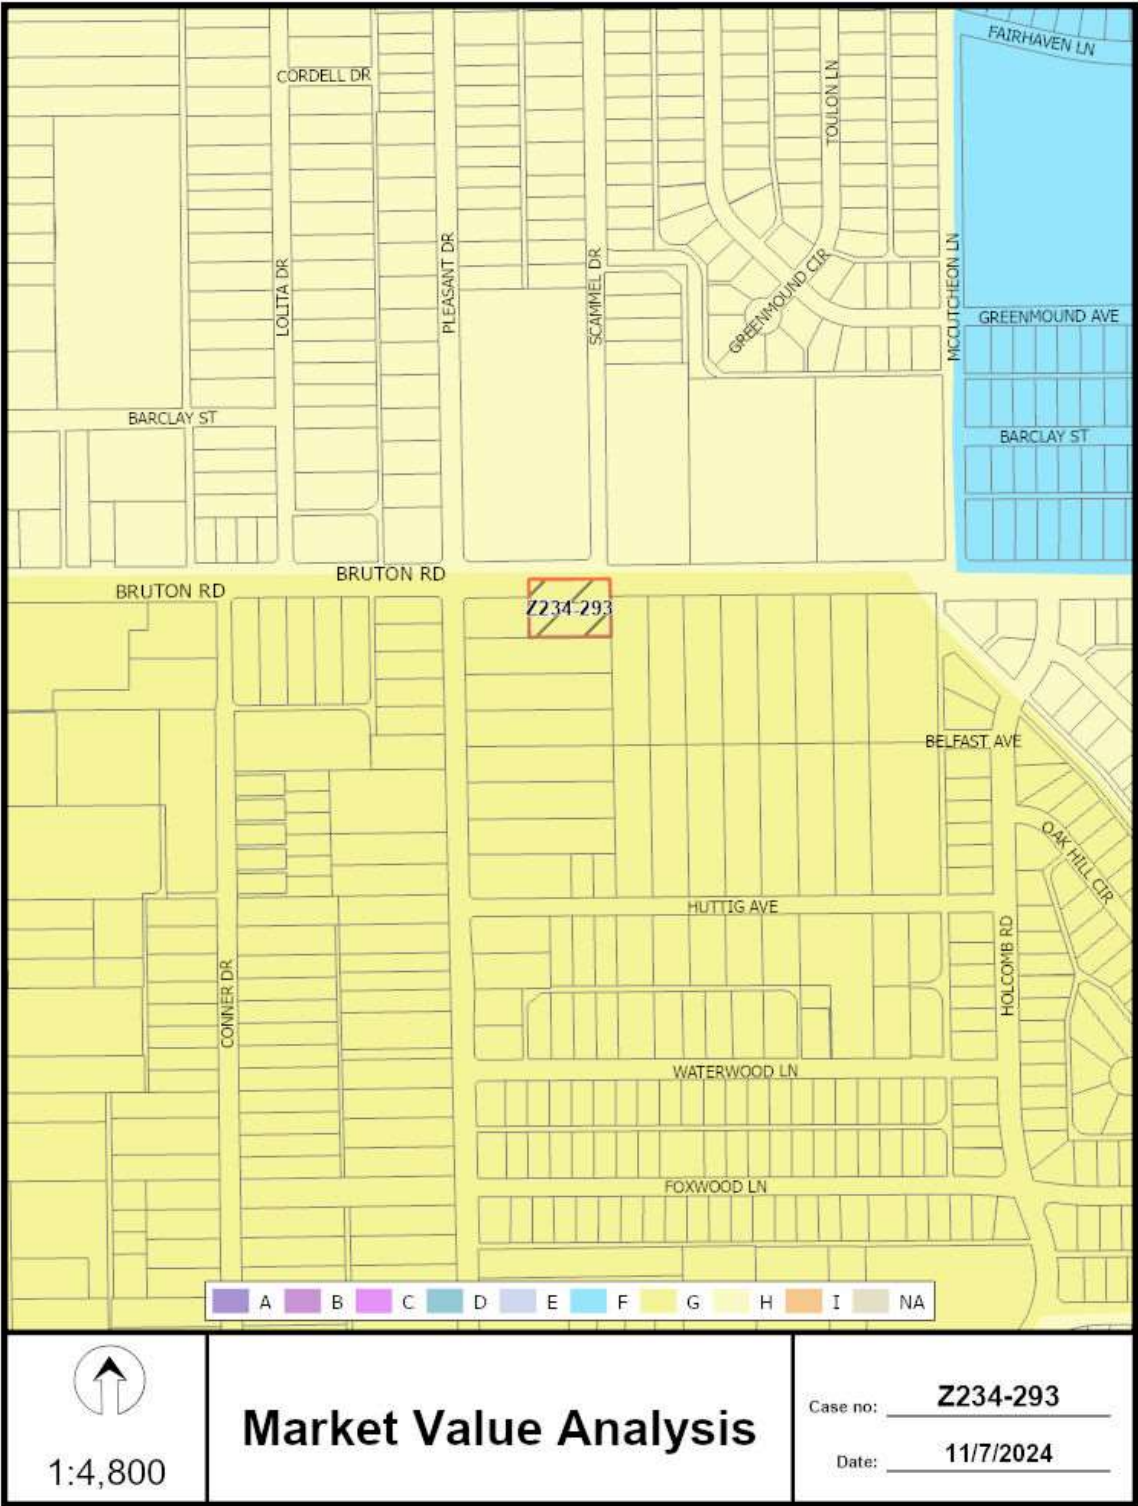 FAIRHAVEN LN
CORDELL DR
TOULON LN
LOLITA DR
PLEASANT DR
SCAMMEL DR
GREENMOUND CIR
MCCUTCHEON LN
GREENMOUND AVE
BARCLAY ST
BARCLAY ST
BRUTON RD
BRUTON RD
Z234-293
BELFAST AVE
OAK HILL CIR
HUTTIG AVE
HOLCOMB RD
CONNER DR
WATERWOOD LN
FOXWOOD LN
A B C D E F G H I NA
1:4,800
Market Value Analysis
Case no: Z234-293
Date: 11/7/2024